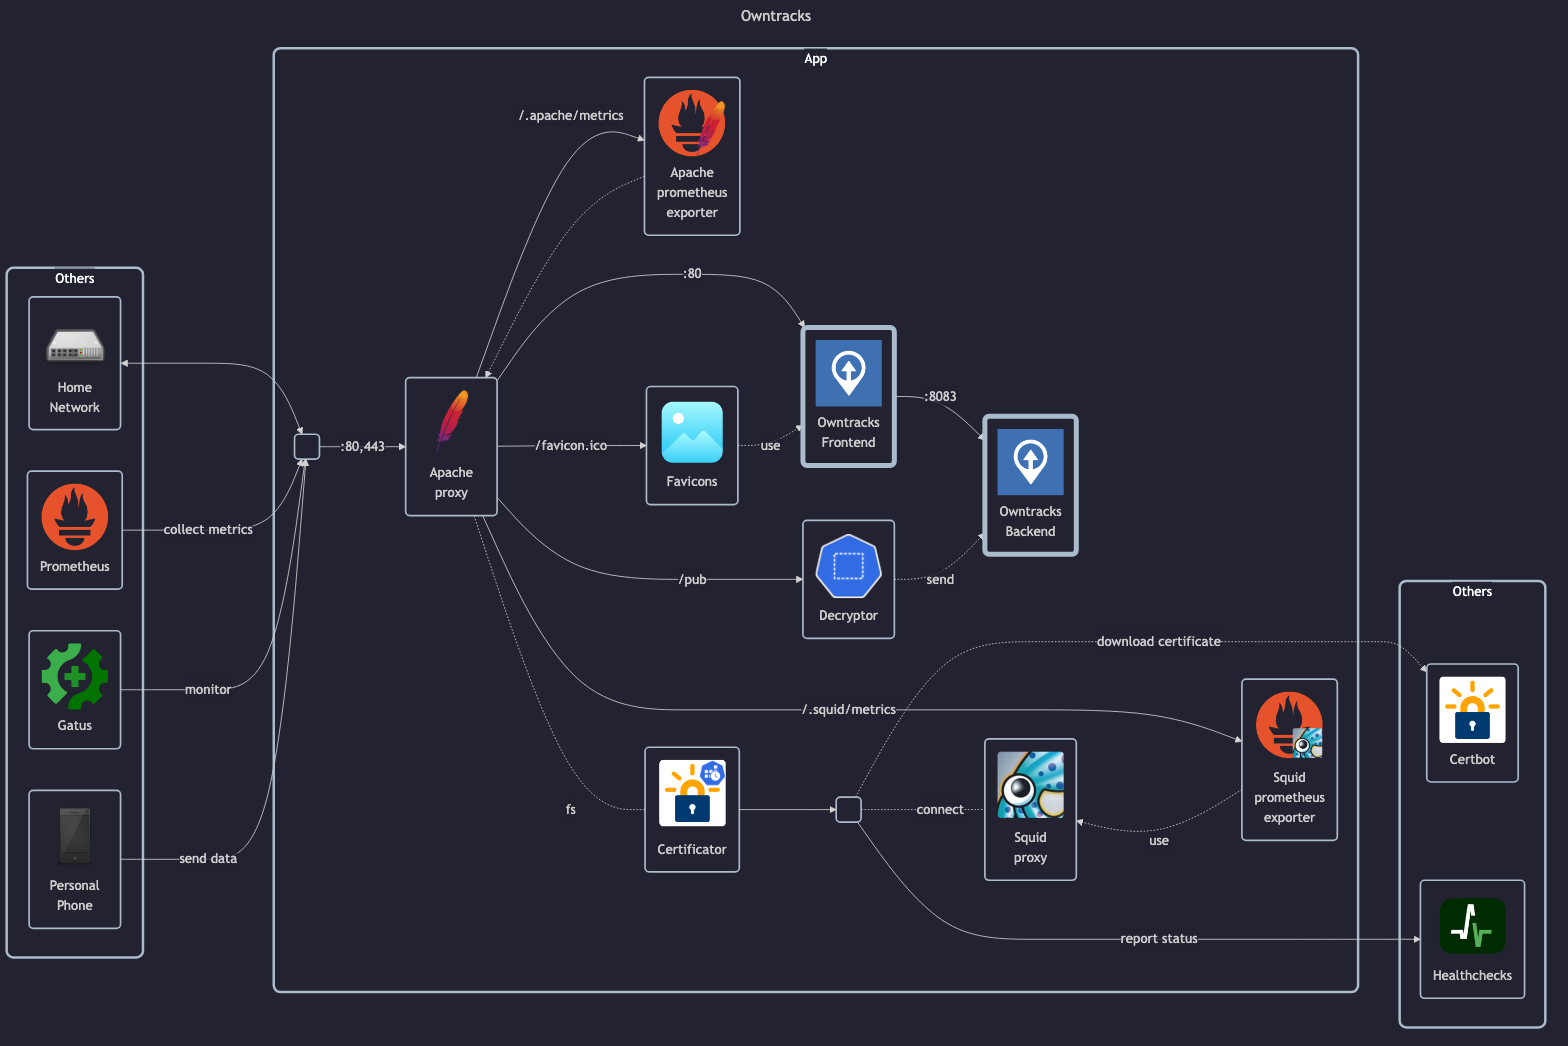 Owntracks
App
/.apache/metrics
Apache
prometheus
exporter
:80
Others
Home
Network
Prometheus
collect metrics
Gatus
monitor
Personal
Phone
send data
:80,443
Apache
proxy
/favicon.ico
Favicons
use
Owntracks
Frontend
:8083
Owntracks
Backend
/pub
Decryptor
send
download certificate
/.squid/metrics
fs
Certificator
connect
Squid
proxy
use
Squid
prometheus
exporter
report status
Others
Certbot
Healthchecks